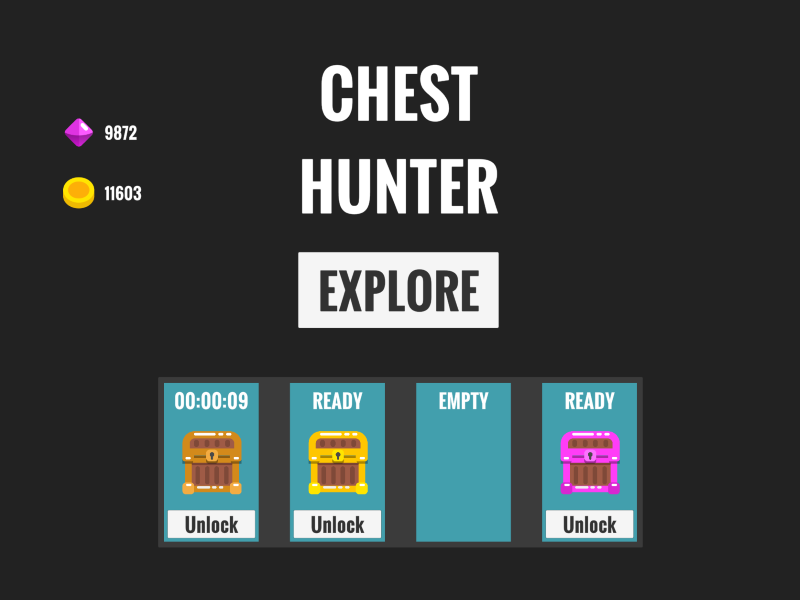 CHEST
HUNTER
9872
11603
EXPLORE
00:00:09
READY
EMPTY
READY
Unlock
Unlock
Unlock